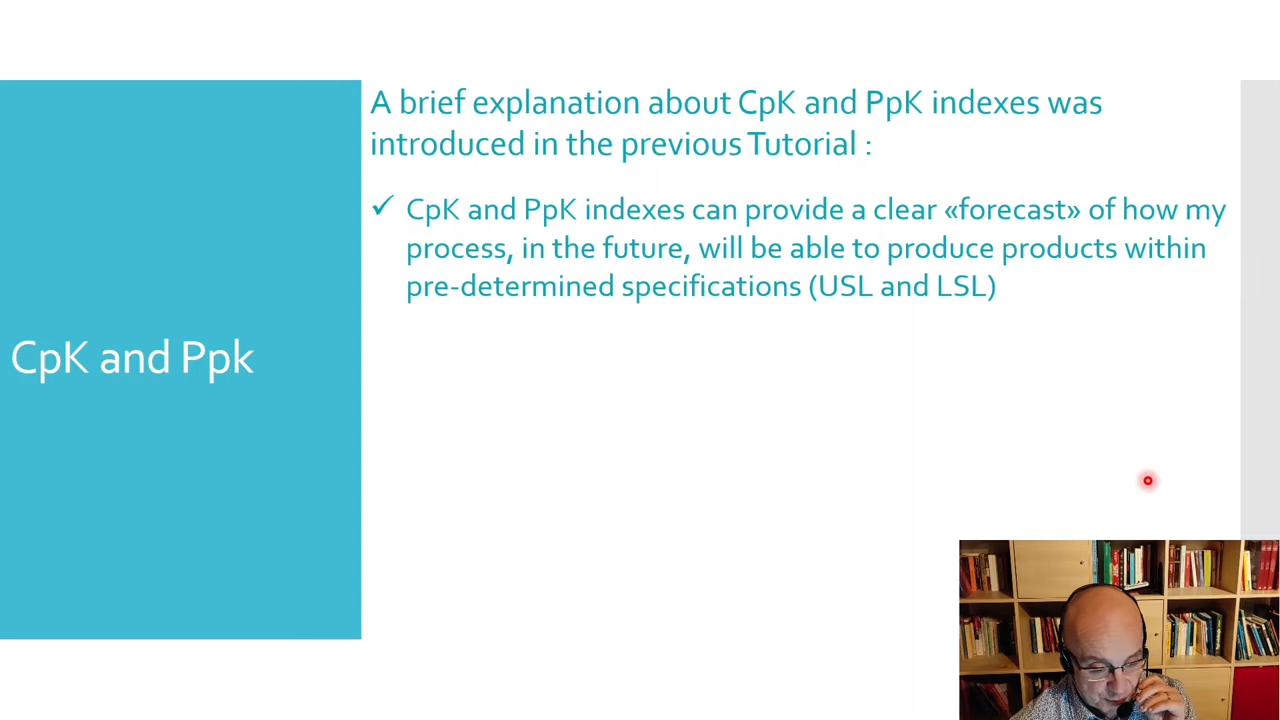 A brief explanation about CpK and PpK indexes was
introduced in the previous Tutorial :
✓ CpK and PpK indexes can provide a clear «forecast» of how my
process, in the future, will be able to produce products within
pre-determined specifications (USL and LSL)
CpK and Ppk